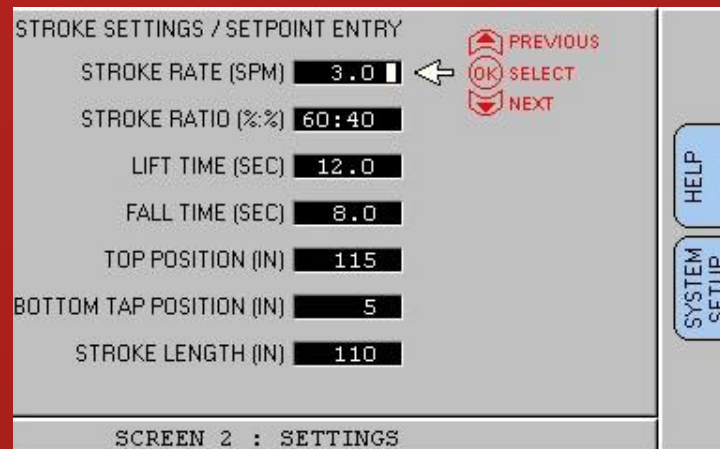 STROKE SETTINGS / SETPOINT ENTRY
PREVIOUS
STROKE RATE (SPM) 3.0 OK SELECT
NEXT
STROKE RATIO (%:%) 60:40
LIFT TIME (SEC) 12.0
FALL TIME (SEC) 8.0
TOP POSITION (IN) 115
BOTTOM TAP POSITION (IN) 5
STROKE LENGTH (IN) 110
HELP
SYSTEM
SETUP
SCREEN 2 : SETTINGS